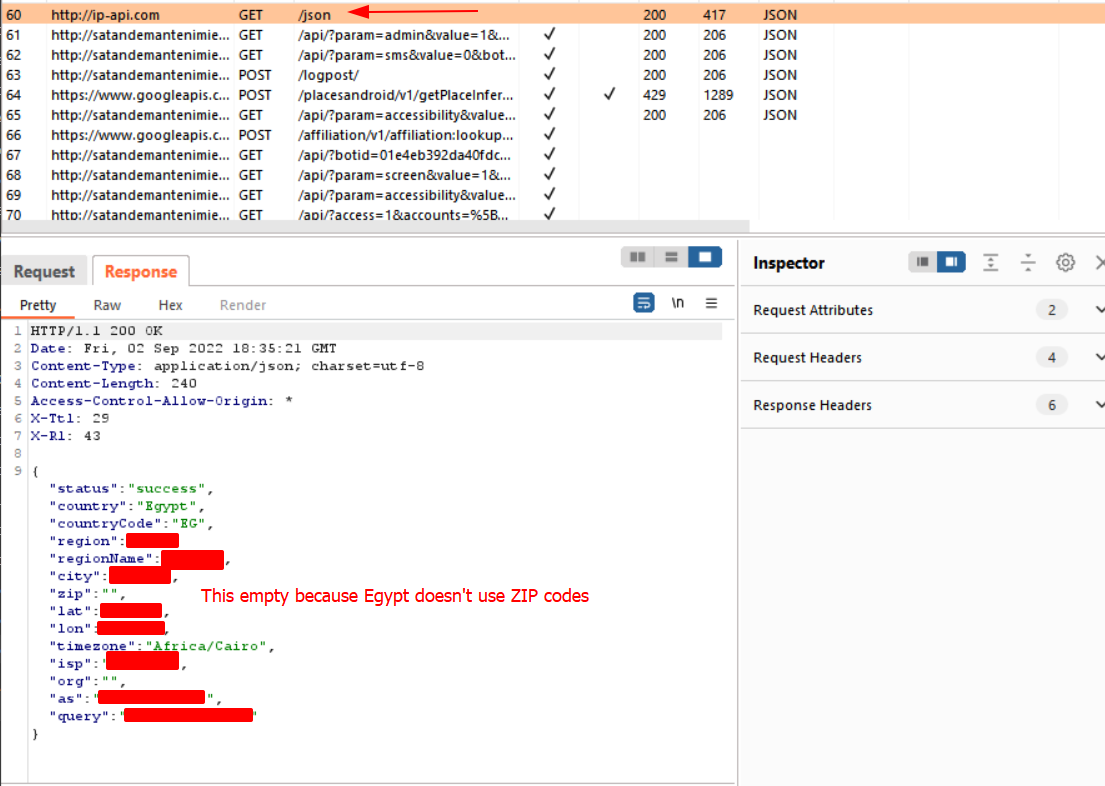 60 http://ip-api.com GET /json 200 417 JSON
61 http://satandemantenimie... GET /api/?param=admin&value=1&... ✓ 200 206 JSON
62 http://satandemantenimie... GET /api/?param=sms&value=0&bot... ✓ 200 206 JSON
63 http://satandemantenimie... POST /logpost/ ✓ 200 206 JSON
64 https://www.googleapis.c... POST /placesandroid/v1/getPlaceInfer... ✓ ✓ 429 1289 JSON
65 http://satandemantenimie... GET /api/?param=accessibility&value... ✓ 200 206 JSON
66 https://www.googleapis.c... POST /affiliation/v1/affiliation:lookup... ✓
67 http://satandemantenimie... GET /api/?botid=01e4eb392da40fdc... ✓
68 http://satandemantenimie... GET /api/?param=screen&value=1&... ✓
69 http://satandemantenimie... GET /api/?param=accessibility&value... ✓
70 http://satandemantenimie... GET /api/?access=1&accounts=%5B... ✓
Request Response
Pretty Raw Hex Render \n
1 HTTP/1.1 200 OK
2 Date: Fri, 02 Sep 2022 18:35:21 GMT
3 Content-Type: application/json; charset=utf-8
4 Content-Length: 240
5 Access-Control-Allow-Origin: *
6 X-Ttl: 29
7 X-Rl: 43
8
9 {
"status":"success",
"country":"Egypt",
"countryCode":"EG",
"region":
"regionName": ,
"city": ,
"zip":"",
This empty because Egypt doesn't use ZIP codes
"lat": ,
"lon": ,
"timezone":"Africa/Cairo",
"isp":" ,
"org":"",
"as":" ",
"query":" "
}
Inspector
Request Attributes 2
Request Headers 4
Response Headers 6